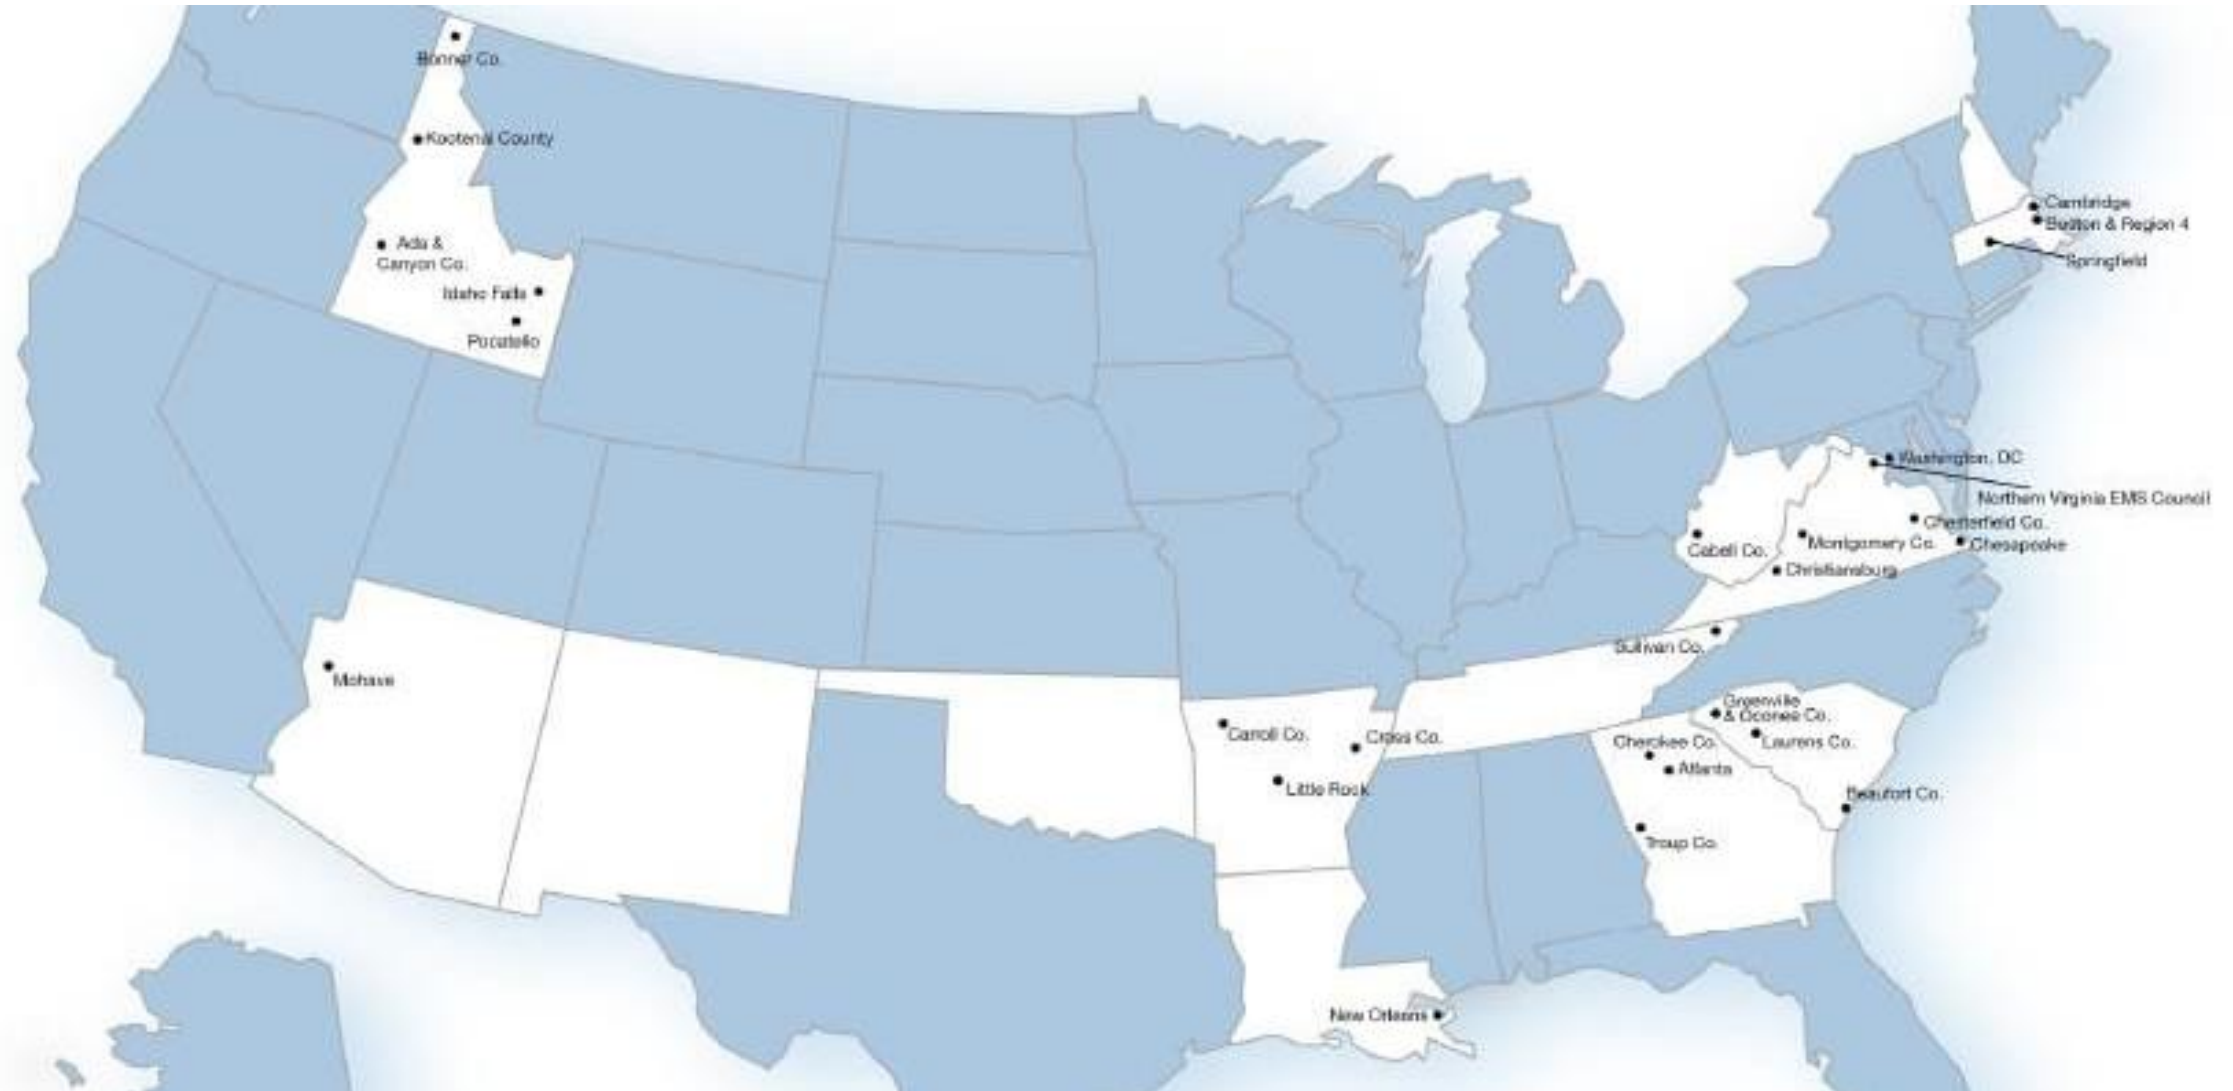 Bonner Co.
Kootenai County
Ada &
Canyon Co.
Idaho Falls
Pocatello
Cambridge
Boston & Region 4
Springfield
Washington, DC
Northern Virginia EMS Council
Chesterfield Co.
Chesapeake
Montgomery Co.
Cabell Co.
Christiansburg
Sullivan Co.
Mohave
Greenville
& Oconee Co.
Carroll Co.
Cross Co.
Cherokee Co.
Laurens Co.
Atlanta
Little Rock
Beaufort Co.
Troup Co.
New Orleans